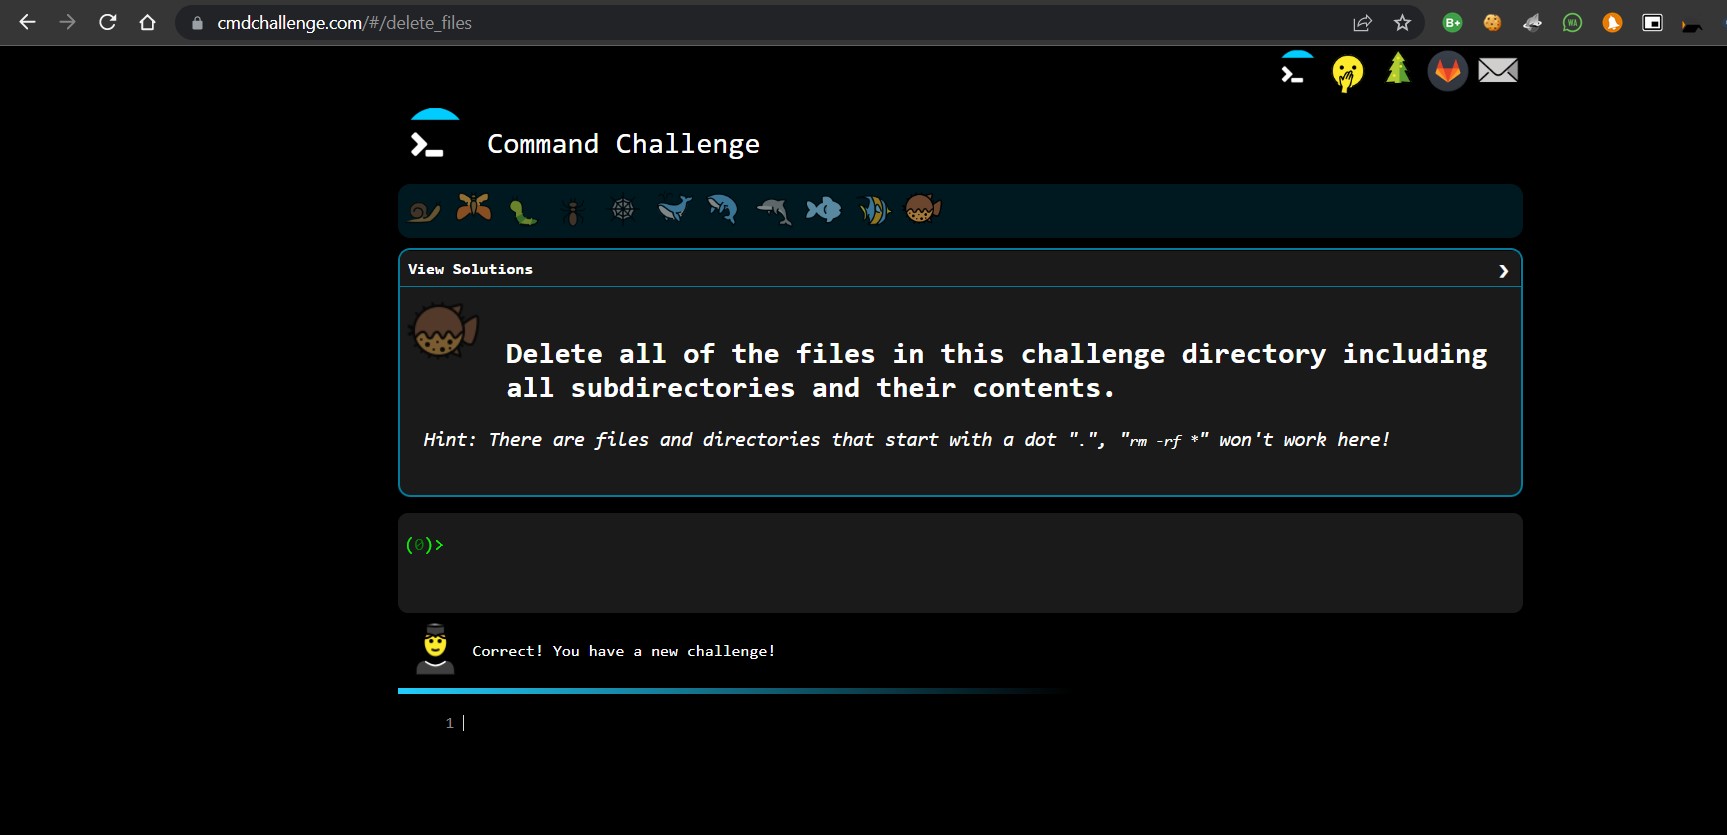 cmdchallenge.com/#/delete_files
B+
WA
Command Challenge
View Solutions
Delete all of the files in this challenge directory including
all subdirectories and their contents.
Hint: There are files and directories that start with a dot ".", "rm -rf *" won't work here!
(0)>
Correct! You have a new challenge!
1